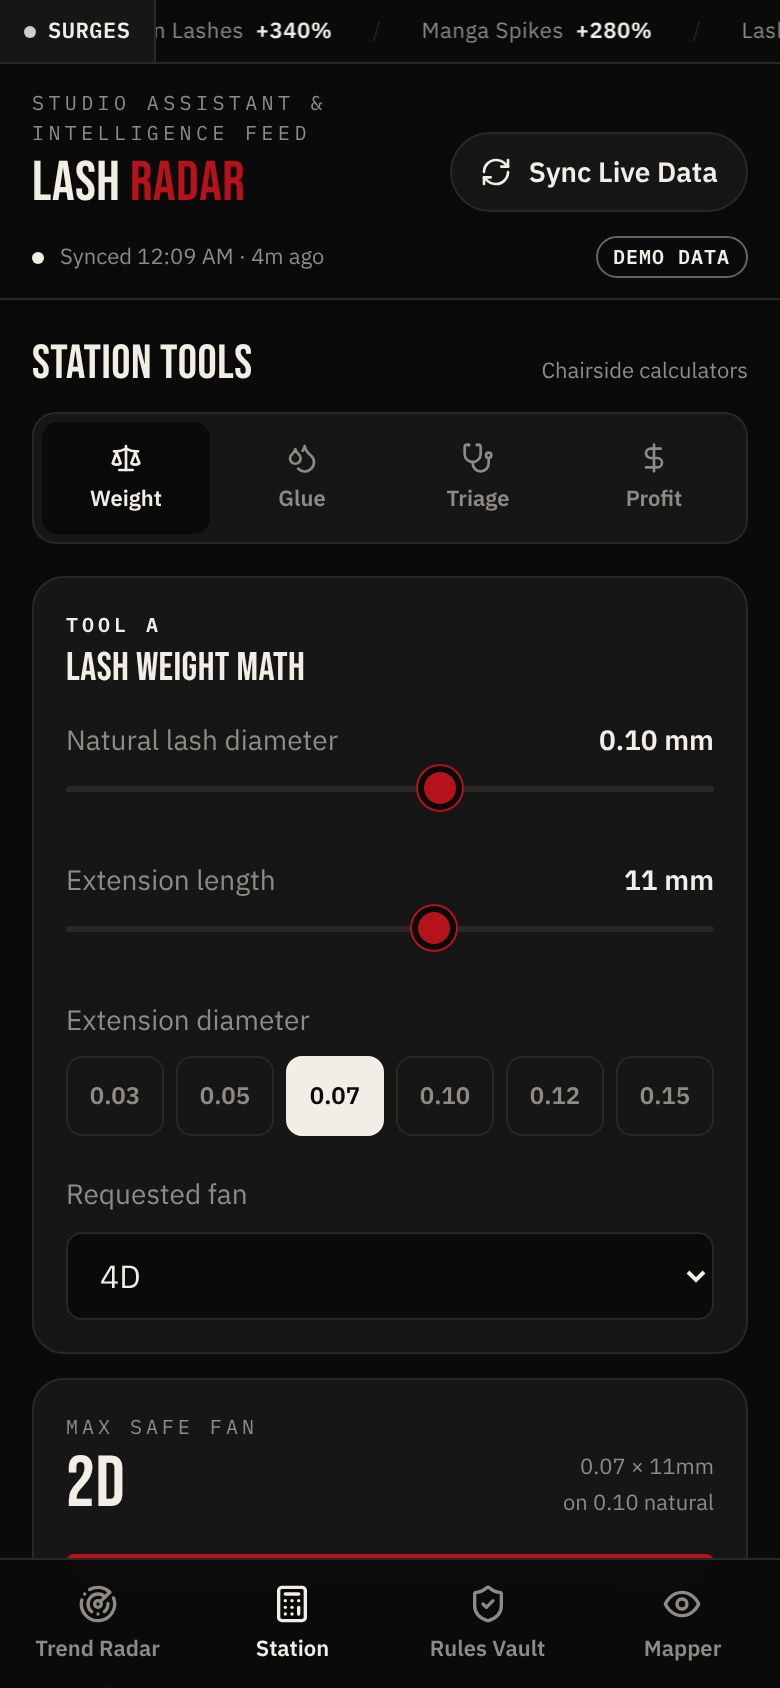 SURGES n Lashes +340% / Manga Spikes +280% / Las
STUDIO ASSISTANT &
INTELLIGENCE FEED
LASH RADAR
Sync Live Data
Synced 12:09 AM · 4m ago
DEMO DATA
STATION TOOLS
Chairside calculators
Weight
Glue
Triage
Profit
TOOL A
LASH WEIGHT MATH
Natural lash diameter 0.10 mm
Extension length 11 mm
Extension diameter
0.03 0.05 0.07 0.10 0.12 0.15
Requested fan
4D
MAX SAFE FAN
2D
0.07 × 11mm
on 0.10 natural
Trend Radar
Station
Rules Vault
Mapper